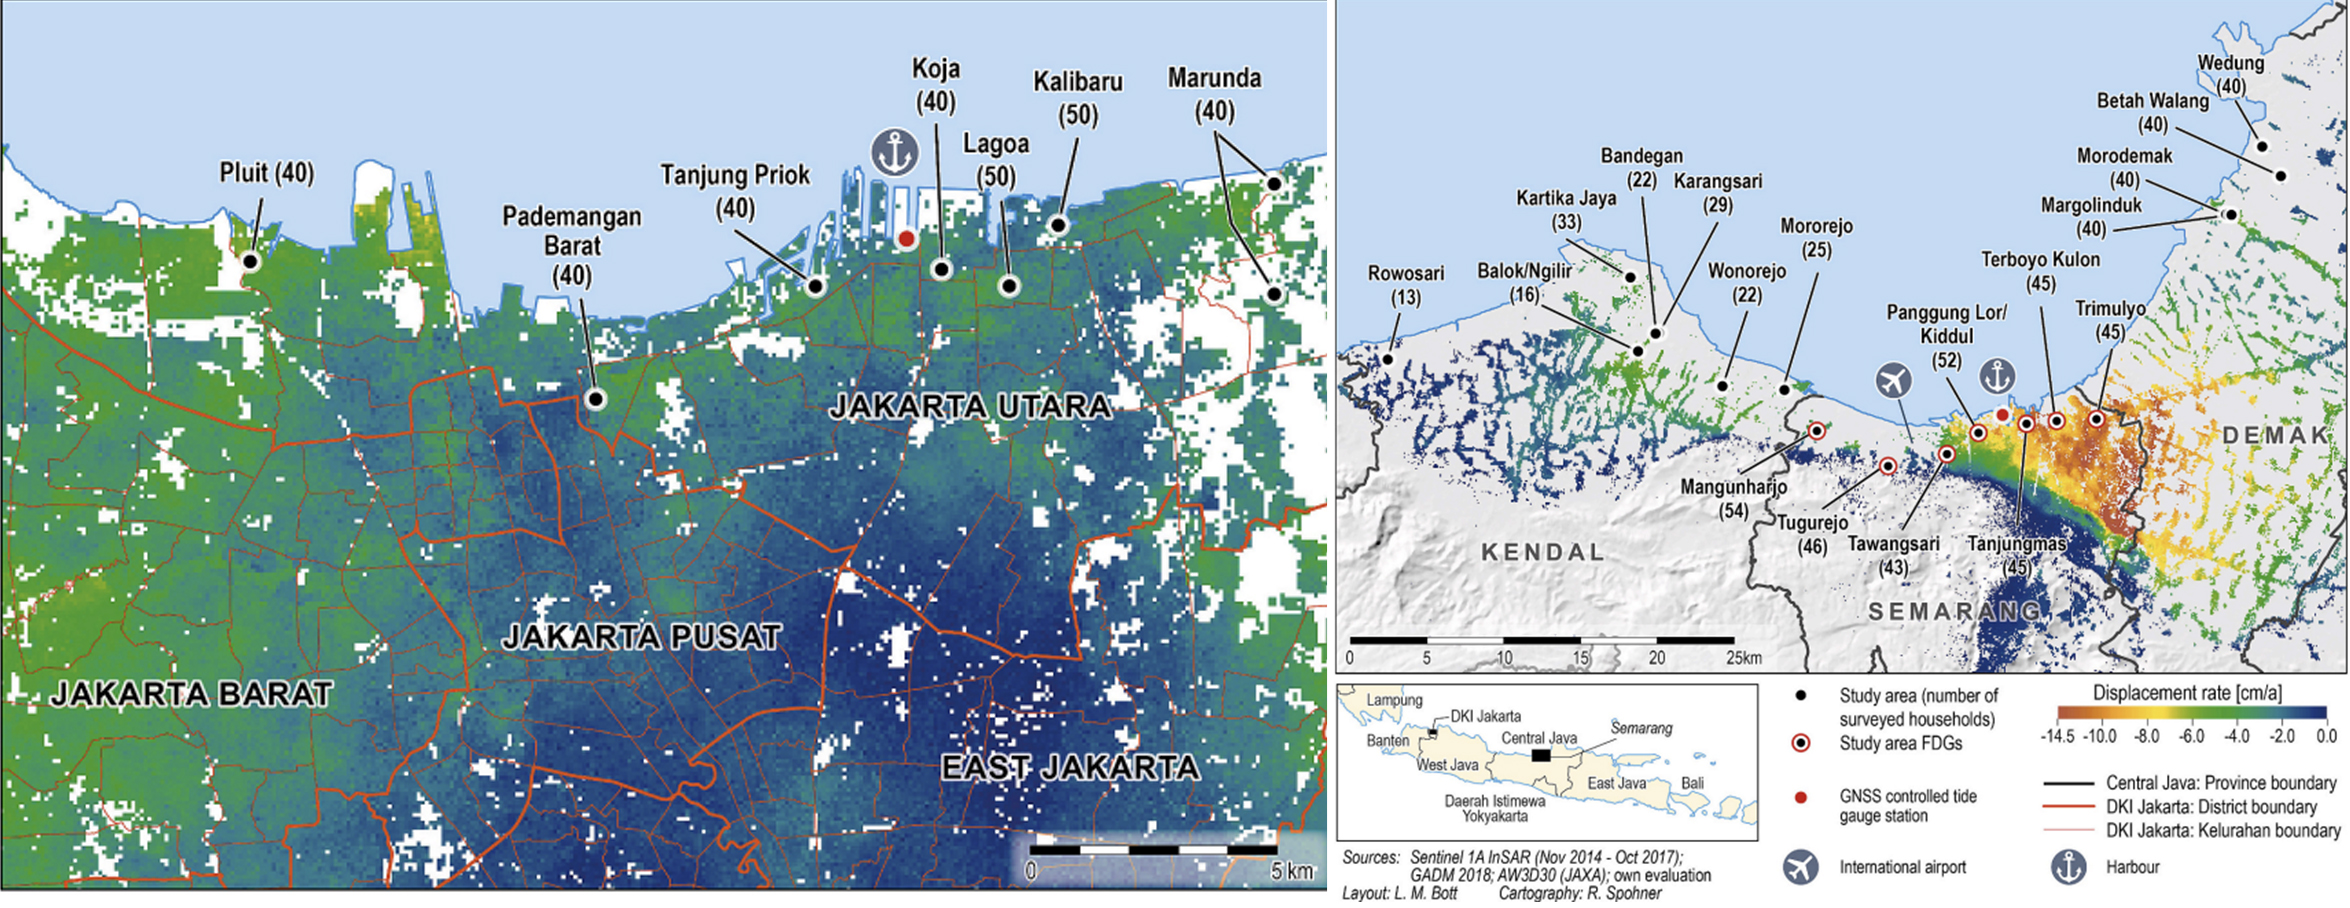 Pluit (40)
Pademangan
Barat
(40)
Tanjung Priok
(40)
Koja
(40)
Lagoa
(50)
Kalibaru
(50)
Marunda
(40)
JAKARTA UTARA
JAKARTA PUSAT
JAKARTA BARAT
EAST JAKARTA
0
5 km
Wedung
(40)
Betah Walang
(40)
Morodemak
(40)
Margolinduk
(40)
Bandegan
(22)
Karangsari
(29)
Kartika Jaya
(33)
Mororejo
(25)
Rowosari
(13)
Balok/Ngilir
(16)
Wonorejo
(22)
Terboyo Kulon
(45)
Panggung Lor/
Kiddul
(52)
Trimulyo
(45)
DEMAK
Mangunharjo
(54)
Tugurejo
(46)
Tawangsari
(43)
Tanjungmas
(45)
KENDAL
SEMARANG
0 5 10 15 20 25km
Lampung
DKI Jakarta
Banten
Central Java
Semarang
West Java
East Java
Bali
Daerah Istimewa
Yokyakarta
Sources: Sentinel 1A InSAR (Nov 2014 - Oct 2017);
GADM 2018; AW3D30 (JAXA); own evaluation
Layout: L. M. Bott Cartography: R. Spohner
Study area (number of
surveyed households)
Study area FDGs
GNSS controlled tide
gauge station
International airport
Displacement rate [cm/a]
-14.5 -10.0 -8.0 -6.0 -4.0 -2.0 0.0
Central Java: Province boundary
DKI Jakarta: District boundary
DKI Jakarta: Kelurahan boundary
Harbour